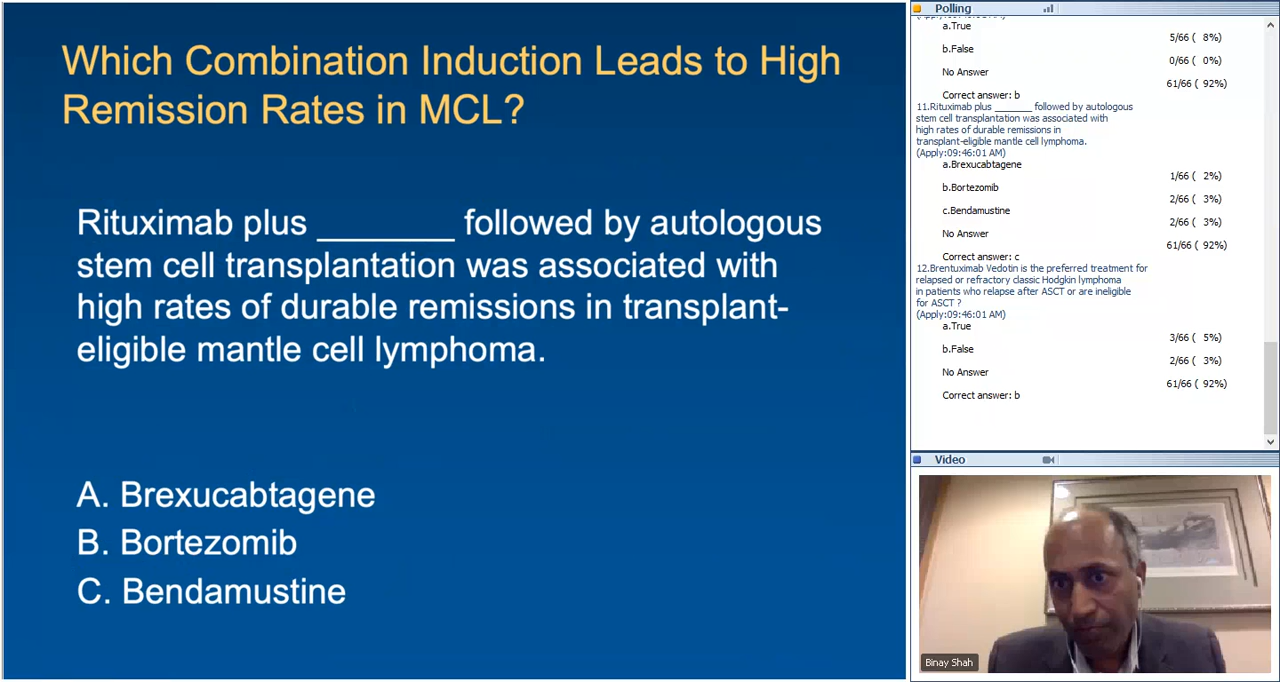 Which Combination Induction Leads to High
Remission Rates in MCL?
Rituximab plus _______ followed by autologous
stem cell transplantation was associated with
high rates of durable remissions in transplant-
eligible mantle cell lymphoma.
A. Brexucabtagene
B. Bortezomib
C. Bendamustine
Polling
a.True
5/66 ( 8%)
b.False
0/66 ( 0%)
No Answer
61/66 ( 92%)
Correct answer: b
11.Rituximab plus _______ followed by autologous
stem cell transplantation was associated with
high rates of durable remissions in
transplant-eligible mantle cell lymphoma.
(Apply:09:46:01 AM)
a.Brexucabtagene
1/66 ( 2%)
b.Bortezomib
2/66 ( 3%)
c.Bendamustine
2/66 ( 3%)
No Answer
61/66 ( 92%)
Correct answer: c
12.Brentuximab Vedotin is the preferred treatment for
relapsed or refractory classic Hodgkin lymphoma
in patients who relapse after ASCT or are ineligible
for ASCT ?
(Apply:09:46:01 AM)
a.True
3/66 ( 5%)
b.False
2/66 ( 3%)
No Answer
61/66 ( 92%)
Correct answer: b
Video
Binay Shah